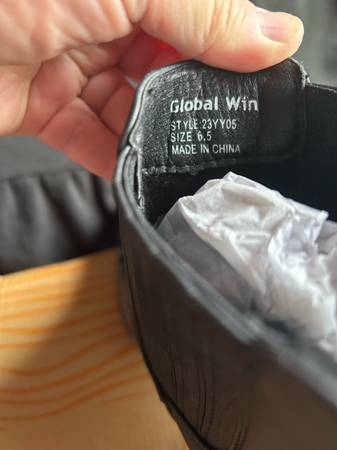 Global Win
STYLE:23YY05
SIZE 6.5
MADE IN CHINA